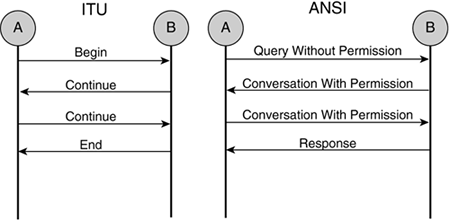 ITU
A B
Begin
Continue
Continue
End
ANSI
A B
Query Without Permission
Conversation With Permission
Conversation With Permission
Response